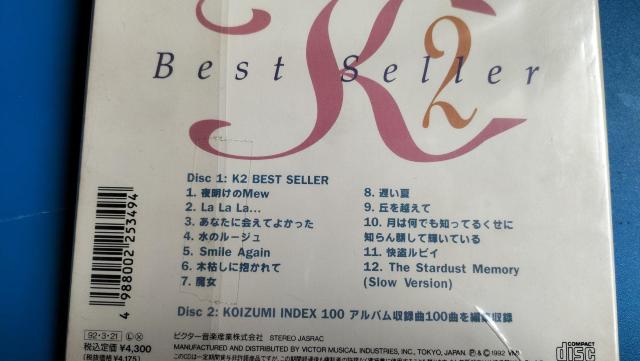 K2
Best Seller
Disc 1: K2 BEST SELLER
1. 夜明けのMew
2. La La La...
3. あなたに会えてよかった
4. 水のルージュ
5. Smile Again
6. 木枯しに抱かれて
7. 魔女
8. 遅い夏
9. 丘を越えて
10. 月は何でも知ってるくせに
知らん顔して輝いている
11. 快盗ルビイ
12. The Stardust Memory
(Slow Version)
Disc 2: KOIZUMI INDEX 100 アルバム収録曲100曲を編集収録
4 988002 253494
92・3・21
税込定価 ¥4,300
(税抜価格 ¥4,175)
ビクター音楽産業株式会社 STEREO JASRAC
MANUFACTURED AND DISTRIBUTED BY VICTOR MUSICAL INDUSTRIES, INC., TOKYO, JAPAN
COMPACT
disc